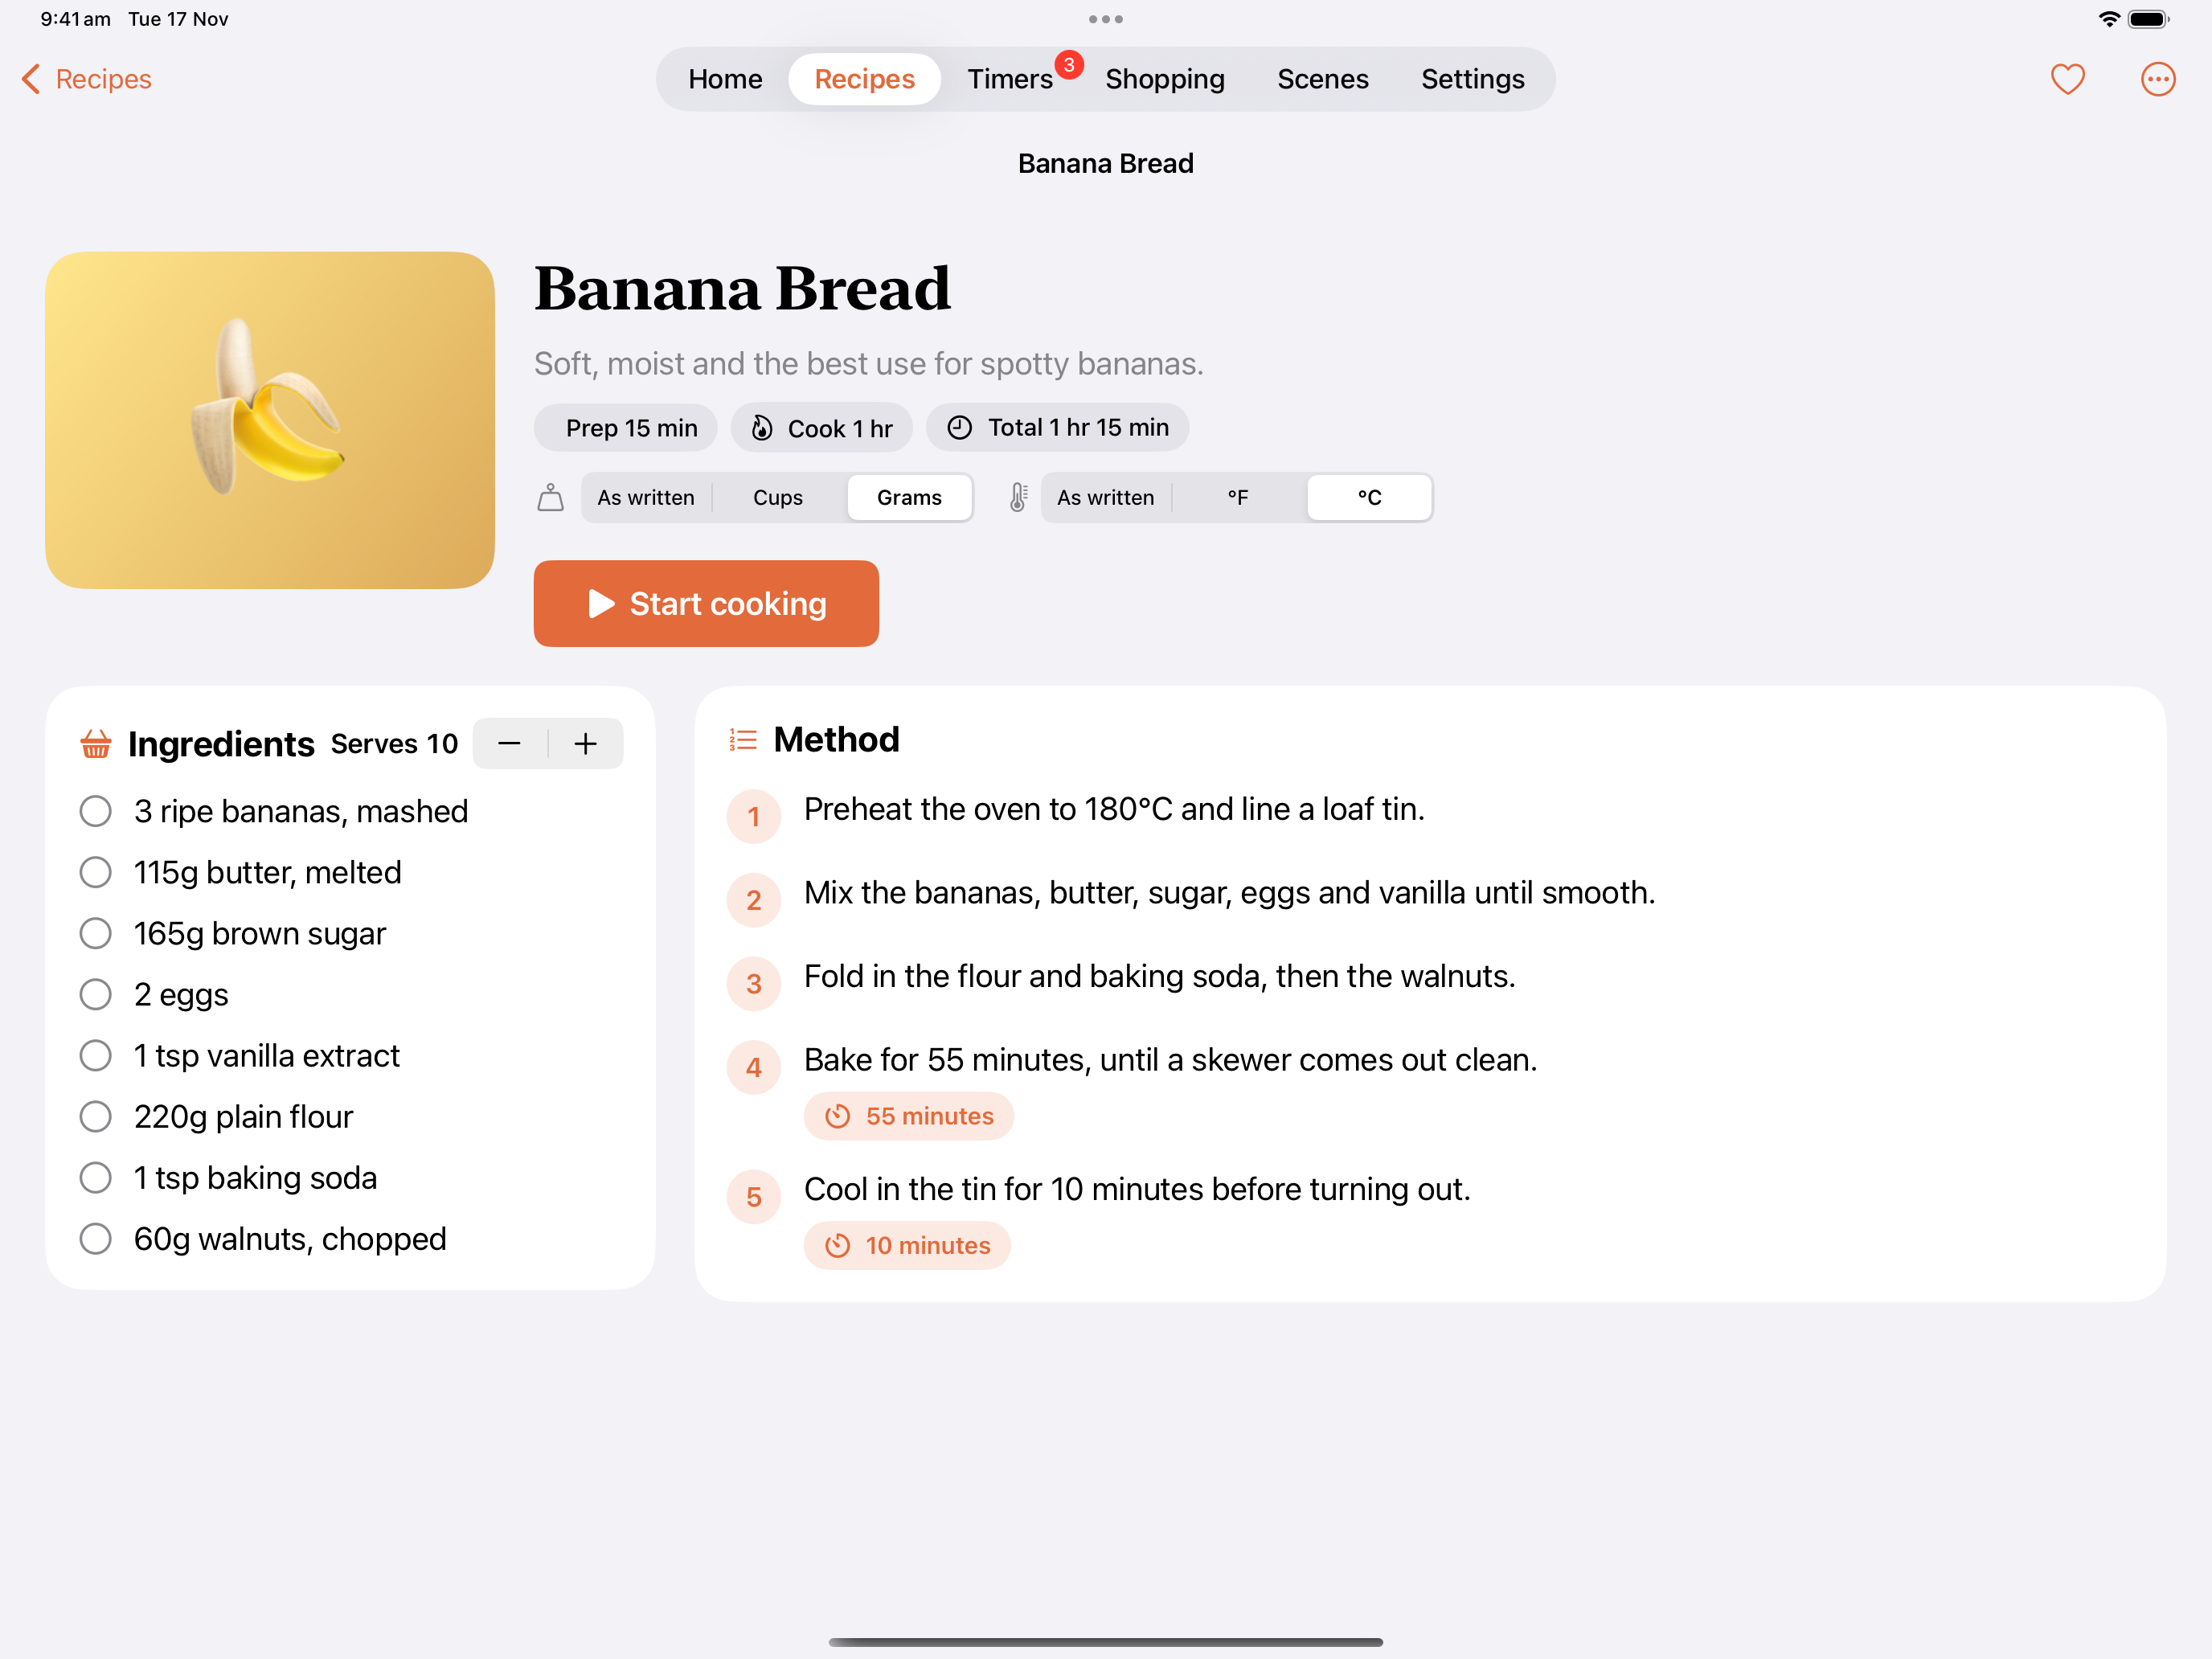 9:41 am Tue 17 Nov
Recipes
Home Recipes Timers 3 Shopping Scenes Settings
Banana Bread
Banana Bread
Soft, moist and the best use for spotty bananas.
Prep 15 min Cook 1 hr Total 1 hr 15 min
As written Cups Grams As written °F °C
Start cooking
Ingredients Serves 10 − +
3 ripe bananas, mashed
115g butter, melted
165g brown sugar
2 eggs
1 tsp vanilla extract
220g plain flour
1 tsp baking soda
60g walnuts, chopped
Method
1 Preheat the oven to 180°C and line a loaf tin.
2 Mix the bananas, butter, sugar, eggs and vanilla until smooth.
3 Fold in the flour and baking soda, then the walnuts.
4 Bake for 55 minutes, until a skewer comes out clean.
55 minutes
5 Cool in the tin for 10 minutes before turning out.
10 minutes